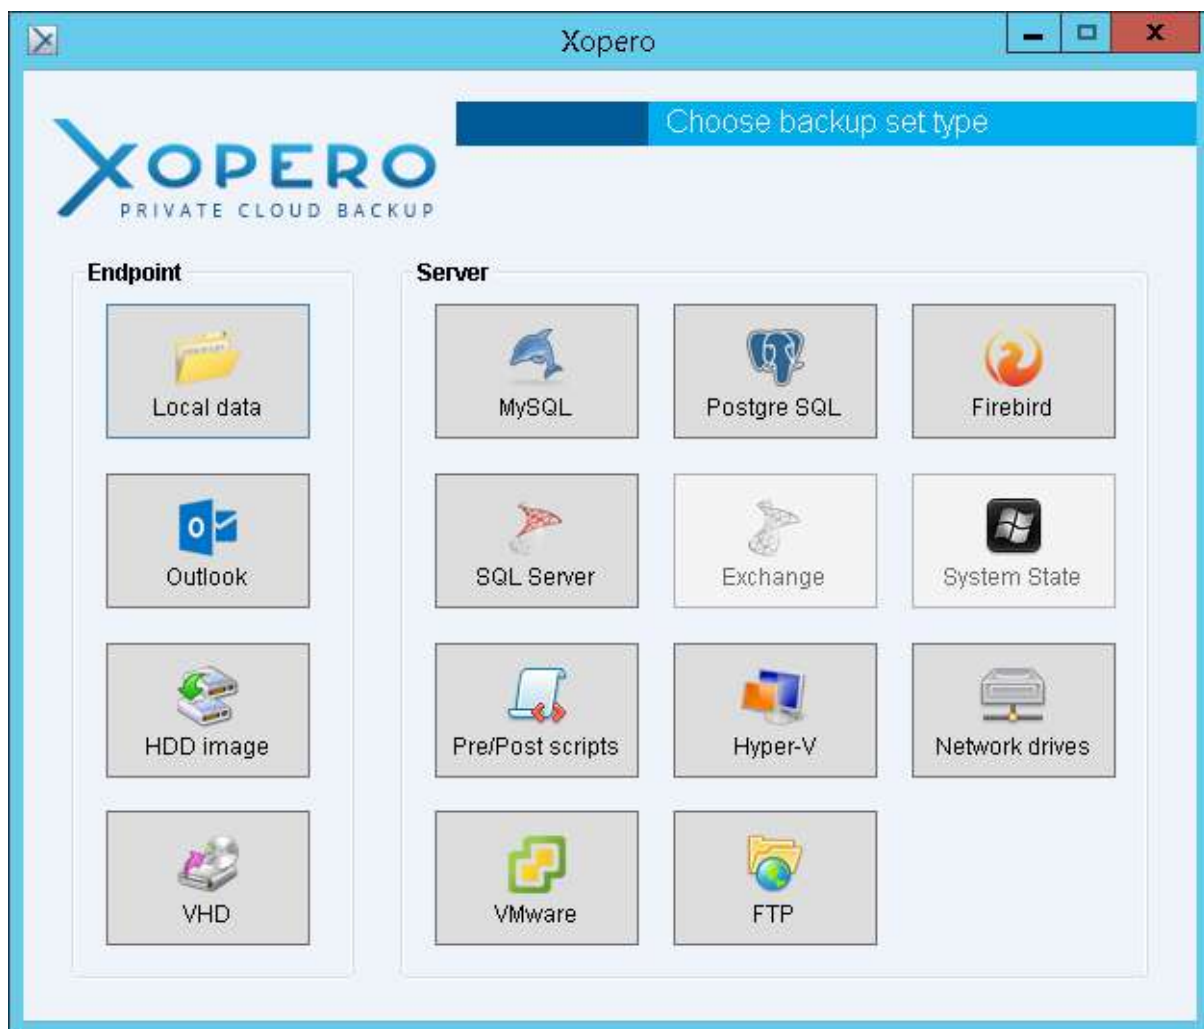 Xopero
Choose backup set type
XOPERO
PRIVATE CLOUD BACKUP
Endpoint
Server
Local data
MySQL
Postgre SQL
Firebird
Outlook
SQL Server
Exchange
System State
HDD image
Pre/Post scripts
Hyper-V
Network drives
VHD
VMware
FTP